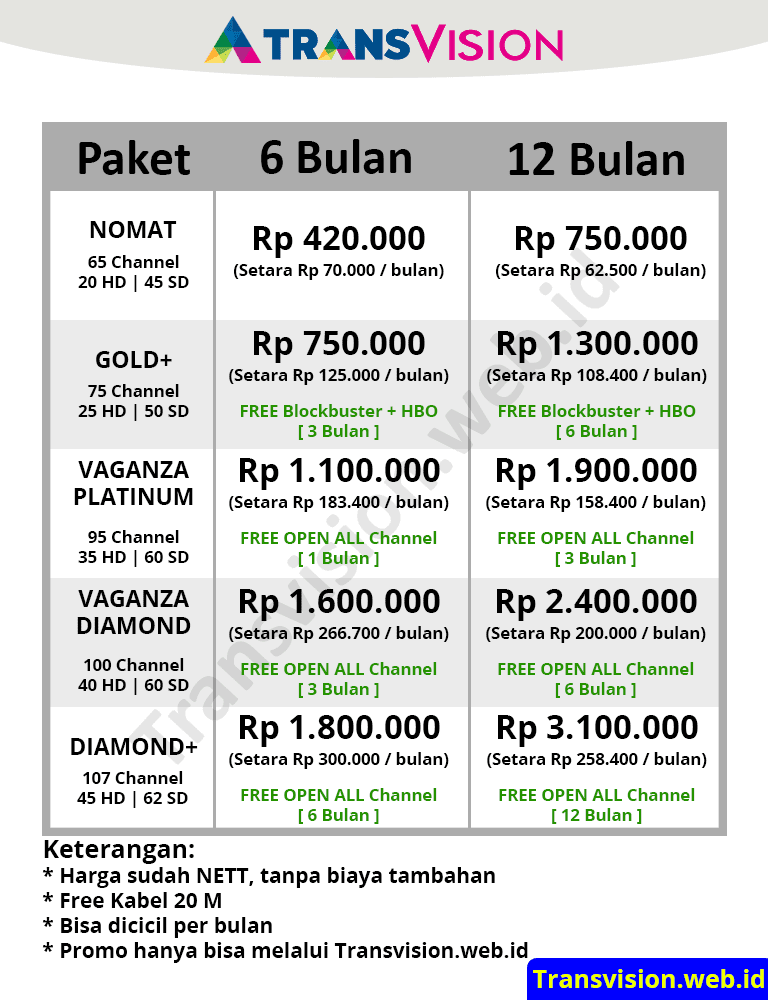 TRANSVISION
Paket 6 Bulan 12 Bulan
NOMAT
65 Channel
20 HD | 45 SD
Rp 420.000
(Setara Rp 70.000 / bulan)
Rp 750.000
(Setara Rp 62.500 / bulan)
GOLD+
75 Channel
25 HD | 50 SD
Rp 750.000
(Setara Rp 125.000 / bulan)
FREE Blockbuster + HBO
[ 3 Bulan ]
Rp 1.300.000
(Setara Rp 108.400 / bulan)
FREE Blockbuster + HBO
[ 6 Bulan ]
VAGANZA
PLATINUM
95 Channel
35 HD | 60 SD
Rp 1.100.000
(Setara Rp 183.400 / bulan)
FREE OPEN ALL Channel
[ 1 Bulan ]
Rp 1.900.000
(Setara Rp 158.400 / bulan)
FREE OPEN ALL Channel
[ 3 Bulan ]
VAGANZA
DIAMOND
100 Channel
40 HD | 60 SD
Rp 1.600.000
(Setara Rp 266.700 / bulan)
FREE OPEN ALL Channel
[ 3 Bulan ]
Rp 2.400.000
(Setara Rp 200.000 / bulan)
FREE OPEN ALL Channel
[ 6 Bulan ]
DIAMOND+
107 Channel
45 HD | 62 SD
Rp 1.800.000
(Setara Rp 300.000 / bulan)
FREE OPEN ALL Channel
[ 6 Bulan ]
Rp 3.100.000
(Setara Rp 258.400 / bulan)
FREE OPEN ALL Channel
[ 12 Bulan ]
Transvision.web.id
Keterangan:
* Harga sudah NETT, tanpa biaya tambahan
* Free Kabel 20 M
* Bisa dicicil per bulan
* Promo hanya bisa melalui Transvision.web.id
Transvision.web.id